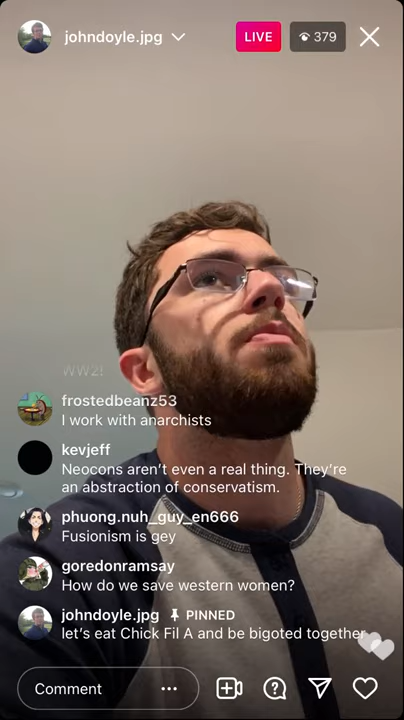 johndoyle.jpg
LIVE
379
WW2!
frostedbeanz53
I work with anarchists
kevjeff
Neocons aren't even a real thing. They're
an abstraction of conservatism.
phuong.nuh_guy_en666
Fusionism is gey
goredonramsay
How do we save western women?
johndoyle.jpg PINNED
let's eat Chick Fil A and be bigoted together
Comment